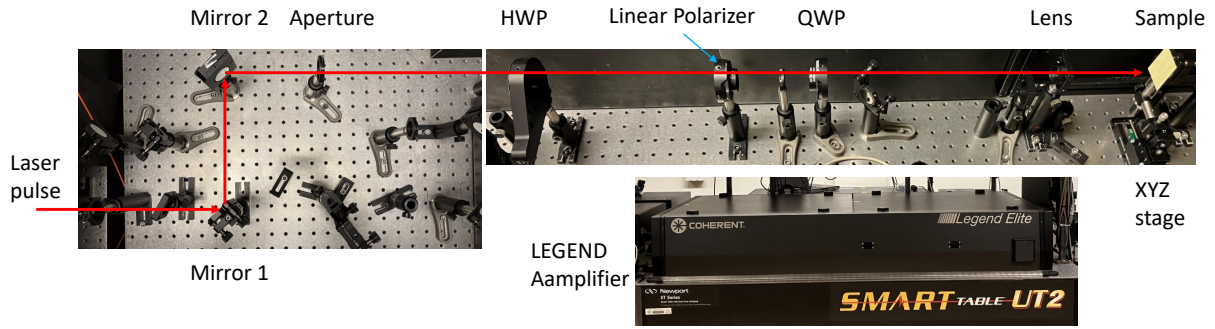 Mirror 2 Aperture HWP Linear Polarizer QWP Lens Sample
Laser
pulse
Mirror 1
XYZ
stage
LEGEND
Aamplifier
COHERENT.
Legend Elite
Newport
ST Series
SMART TABLE UT2